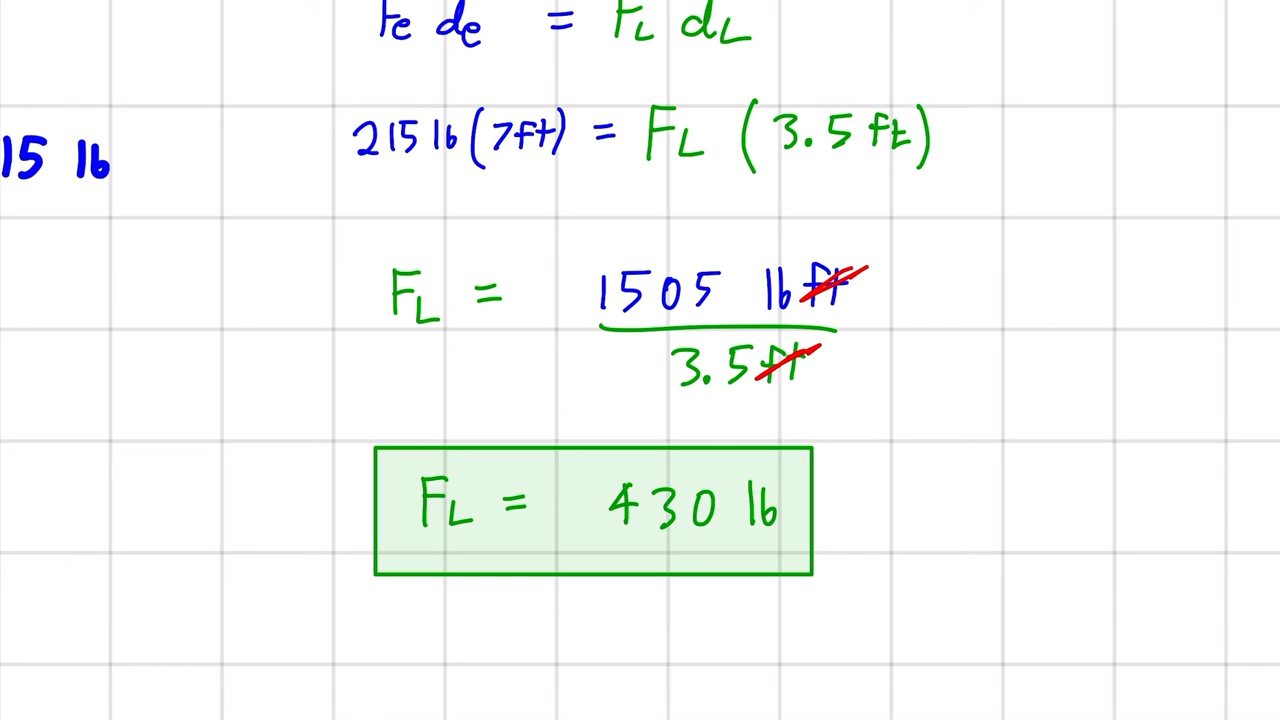 Fe de = FL dL
215 lb (7ft) = FL (3.5 ft)
15 lb
FL = 1505 lb ft
3.5 ft
FL = 430 lb